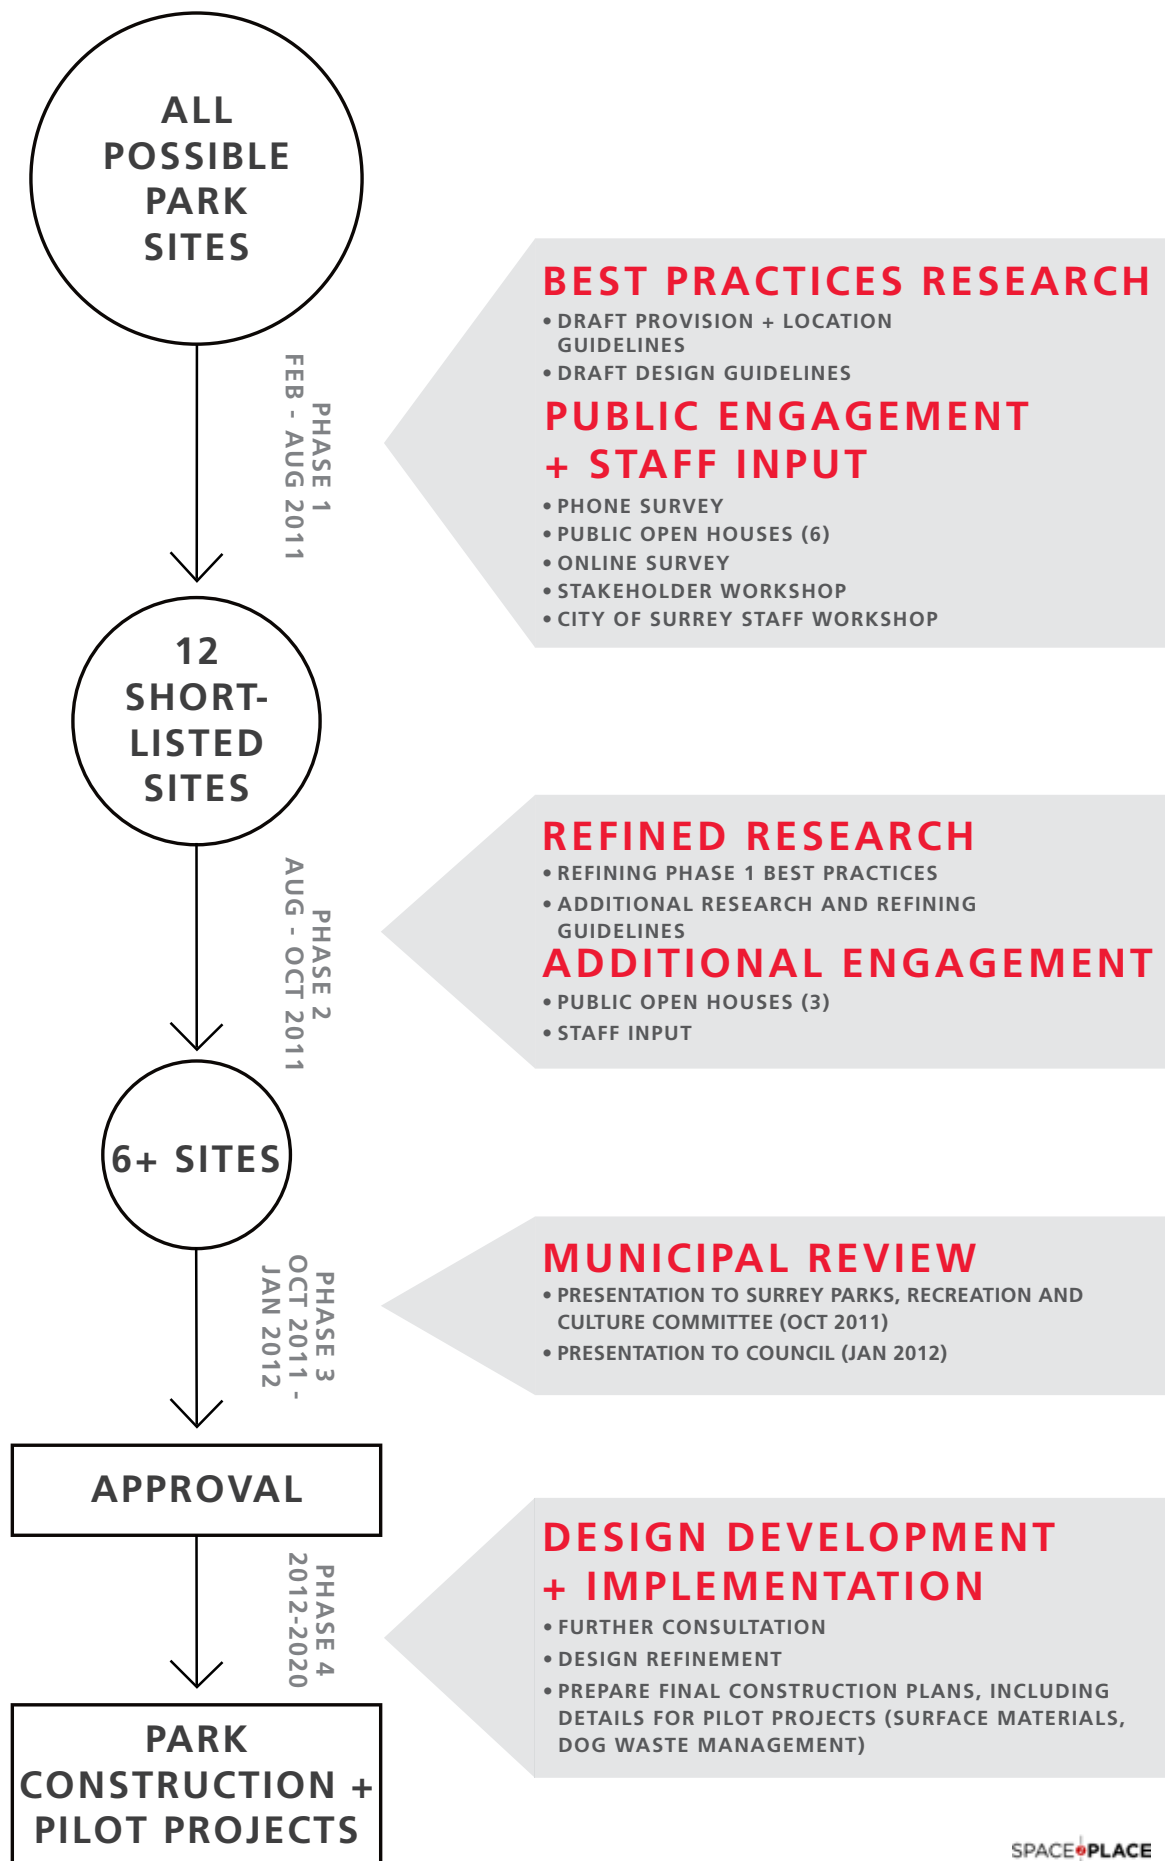 ALL
POSSIBLE
PARK
SITES
PHASE 1
FEB - AUG 2011
BEST PRACTICES RESEARCH
• DRAFT PROVISION + LOCATION
GUIDELINES
• DRAFT DESIGN GUIDELINES
PUBLIC ENGAGEMENT
+ STAFF INPUT
• PHONE SURVEY
• PUBLIC OPEN HOUSES (6)
• ONLINE SURVEY
• STAKEHOLDER WORKSHOP
• CITY OF SURREY STAFF WORKSHOP
12
SHORT-
LISTED
SITES
PHASE 2
AUG - OCT 2011
REFINED RESEARCH
• REFINING PHASE 1 BEST PRACTICES
• ADDITIONAL RESEARCH AND REFINING
GUIDELINES
ADDITIONAL ENGAGEMENT
• PUBLIC OPEN HOUSES (3)
• STAFF INPUT
6+ SITES
PHASE 3
OCT 2011 -
JAN 2012
MUNICIPAL REVIEW
• PRESENTATION TO SURREY PARKS, RECREATION AND
CULTURE COMMITTEE (OCT 2011)
• PRESENTATION TO COUNCIL (JAN 2012)
APPROVAL
PHASE 4
2012-2020
DESIGN DEVELOPMENT
+ IMPLEMENTATION
• FURTHER CONSULTATION
• DESIGN REFINEMENT
• PREPARE FINAL CONSTRUCTION PLANS, INCLUDING
DETAILS FOR PILOT PROJECTS (SURFACE MATERIALS,
DOG WASTE MANAGEMENT)
PARK
CONSTRUCTION +
PILOT PROJECTS
SPACE2PLACE